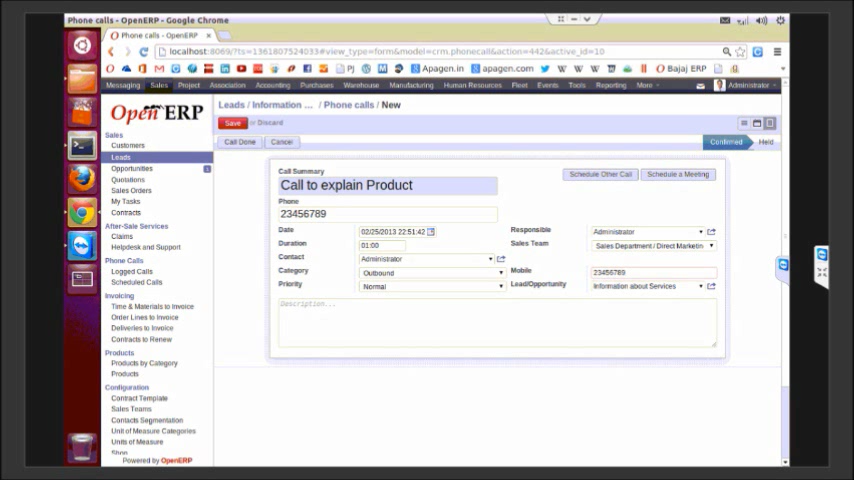 Phone calls - OpenERP - Google Chrome
Phone calls - OpenERP ×
localhost:8069/?ts=1361807524033#view_type=form&model=crm.phonecall&action=442&active_id=10
PJ Apagen.in apagen.com Bajaj ERP
Messaging Sales Project Association Accounting Purchases Warehouse Manufacturing Human Resources Fleet Events Tools Reporting More Administrator
Open ERP
Leads / Information ... / Phone calls / New
Save or Discard
Call Done Cancel Confirmed Held
Sales
Customers
Leads
Opportunities
Quotations
Sales Orders
My Tasks
Contracts
After-Sale Services
Claims
Helpdesk and Support
Phone Calls
Logged Calls
Scheduled Calls
Invoicing
Time & Materials to Invoice
Order Lines to Invoice
Deliveries to Invoice
Contracts to Renew
Products
Products by Category
Products
Configuration
Contract Template
Sales Teams
Contacts Segmentation
Unit of Measure Categories
Units of Measure
Shop
Powered by OpenERP
Call Summary
Call to explain Product
Schedule Other Call Schedule a Meeting
Phone
23456789
Date 02/25/2013 22:51:42 Responsible Administrator
Duration 01:00 Sales Team Sales Department / Direct Marketin
Contact Administrator
Category Outbound Mobile 23456789
Priority Normal Lead/Opportunity Information about Services
Description...